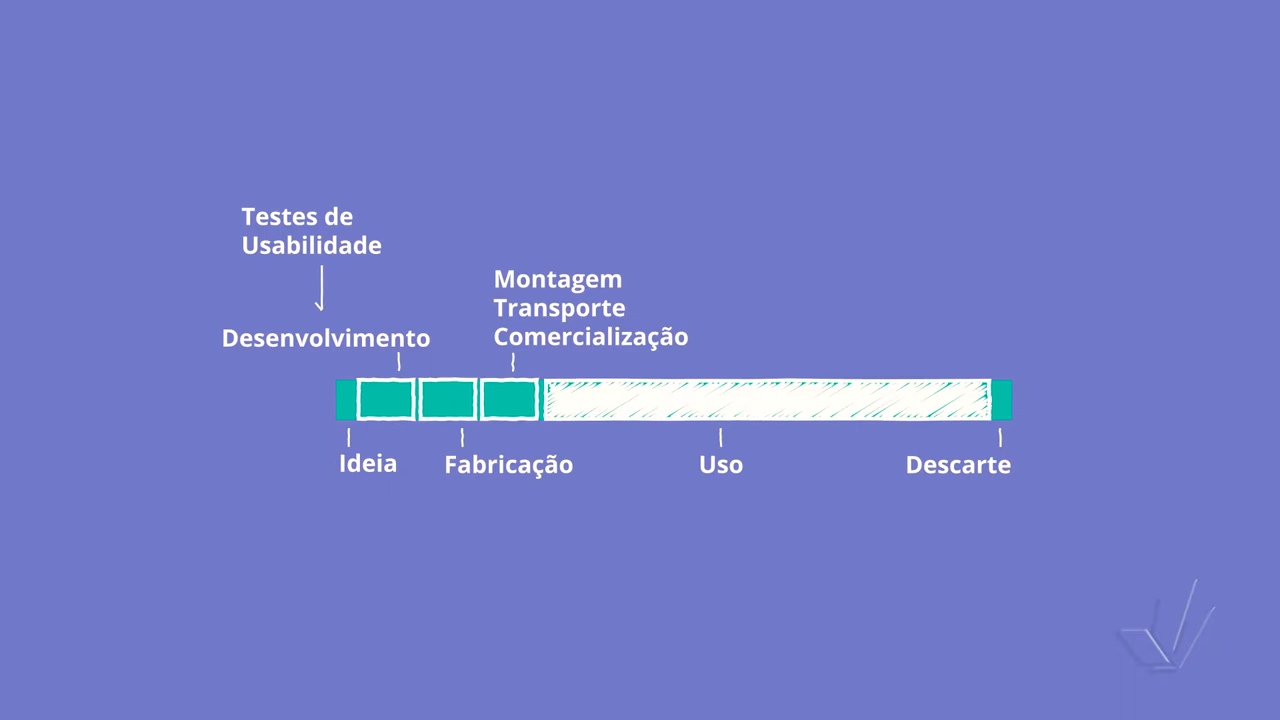 Testes de
Usabilidade
Desenvolvimento
Montagem
Transporte
Comercialização
Ideia
Fabricação
Uso
Descarte